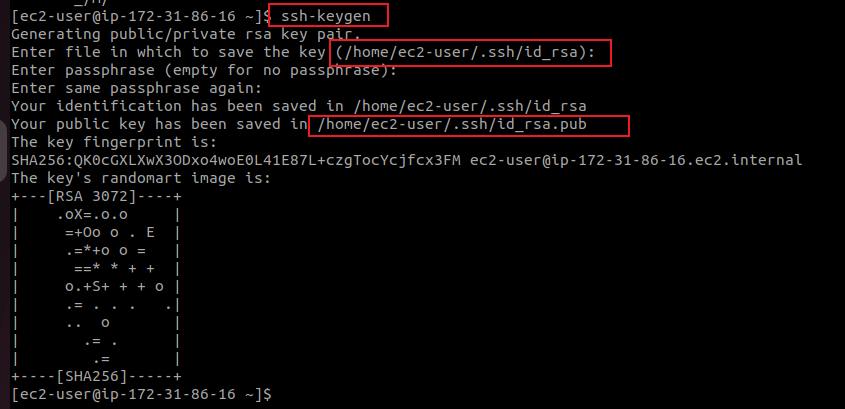 [ec2-user@ip-172-31-86-16 ~]$ ssh-keygen
Generating public/private rsa key pair.
Enter file in which to save the key (/home/ec2-user/.ssh/id_rsa):
Enter passphrase (empty for no passphrase):
Enter same passphrase again:
Your identification has been saved in /home/ec2-user/.ssh/id_rsa
Your public key has been saved in /home/ec2-user/.ssh/id_rsa.pub
The key fingerprint is:
SHA256:QK0cGXLXwX3ODxo4woE0L41E87L+czgTocYcjfcx3FM ec2-user@ip-172-31-86-16.ec2.internal
The key's randomart image is:
+---[RSA 3072]----+
|     .oX=.o.o     |
|      =+Oo o . E  |
|      .=*+o o =   |
|       ==* * + +  |
|      o.+S+ + + o |
|      .= . . .   .|
|      ..  o       |
|        .= .      |
|         .=       |
+----[SHA256]-----+
[ec2-user@ip-172-31-86-16 ~]$